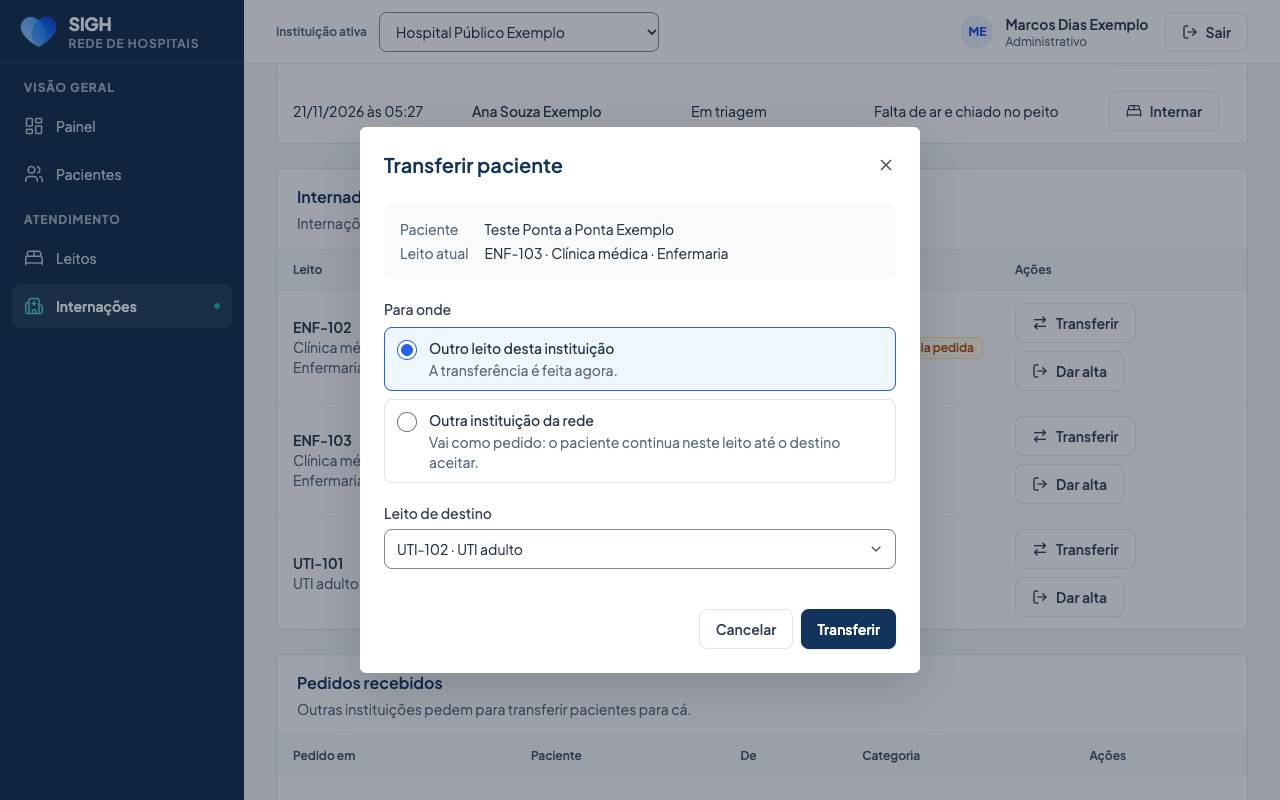 SIGH
REDE DE HOSPITAIS
VISÃO GERAL
Painel
Pacientes
ATENDIMENTO
Leitos
Internações
Instituição ativa
Hospital Público Exemplo
ME
Marcos Dias Exemplo
Administrativo
Sair
21/11/2026 às 05:27
Ana Souza Exemplo
Em triagem
Falta de ar e chiado no peito
Internar
Leito
Ações
ENF-102
Enfermaria
Transferir
Dar alta
ENF-103
Enfermaria
Transferir
Dar alta
UTI-101
UTI adulto
Transferir
Dar alta
Transferir paciente
Paciente
Teste Ponta a Ponta Exemplo
Leito atual
ENF-103 · Clínica médica · Enfermaria
Para onde
Outro leito desta instituição
A transferência é feita agora.
Outra instituição da rede
Vai como pedido: o paciente continua neste leito até o destino
aceitar.
Leito de destino
UTI-102 · UTI adulto
Cancelar
Transferir
Pedidos recebidos
Outras instituições pedem para transferir pacientes para cá.
Pedido em
Paciente
De
Categoria
Ações